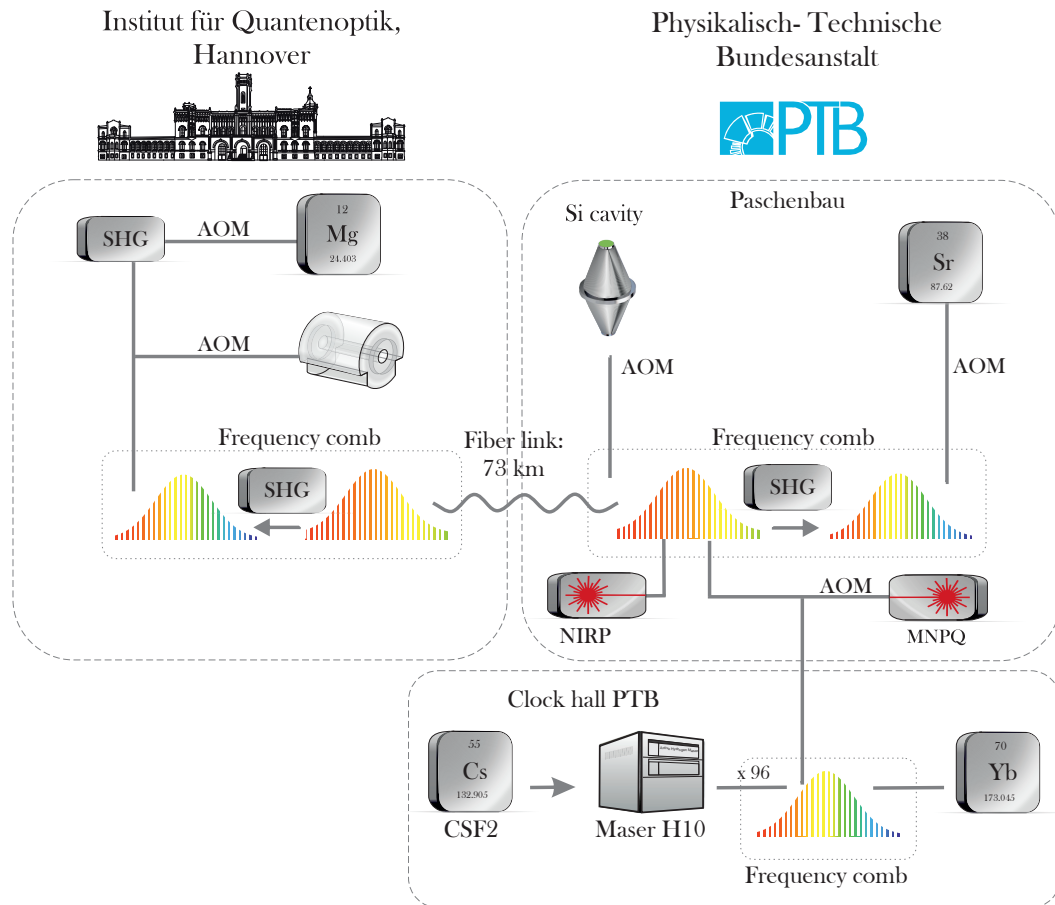 Institut für Quantenoptik,
Hannover
Physikalisch- Technische
Bundesanstalt
PTB
Paschenbau
SHG
AOM
12
Mg
24.403
AOM
Si cavity
AOM
38
Sr
87.62
AOM
Frequency comb
SHG
Fiber link:
73 km
Frequency comb
SHG
NIRP
AOM
MNPQ
Clock hall PTB
55
Cs
132.905
CSF2
Maser H10
x 96
Frequency comb
70
Yb
173.045